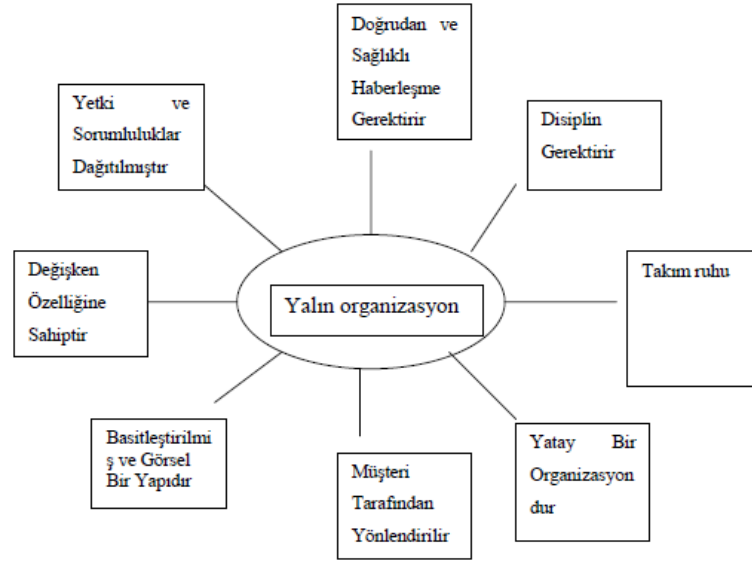 Doğrudan ve
Sağlıklı
Haberleşme
Gerektirir
Yetki ve
Sorumluluklar
Dağıtılmıştır
Disiplin
Gerektirir
Değişken
Özelliğine
Sahiptir
Yalın organizasyon
Takım ruhu
Basitleştirilmi
ş ve Görsel
Bir Yapıdır
Müşteri
Tarafından
Yönlendirilir
Yatay Bir
Organizasyon
dur